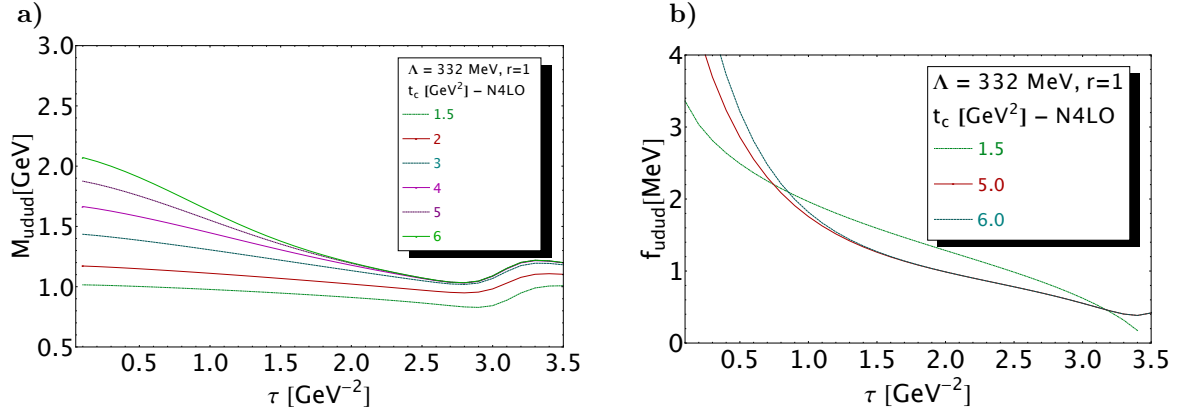 a)
3.0
2.5
2.0
1.5
1.0
0.5
M_udud[GeV]
Λ = 332 MeV, r=1
t_c [GeV²] − N4LO
1.5
2
3
4
5
6
0.5 1.0 1.5 2.0 2.5 3.0 3.5
τ [GeV⁻²]
b)
4
3
2
1
0
f_udud[MeV]
Λ = 332 MeV, r=1
t_c [GeV²] − N4LO
1.5
5.0
6.0
0.5 1.0 1.5 2.0 2.5 3.0 3.5
τ [GeV⁻²]